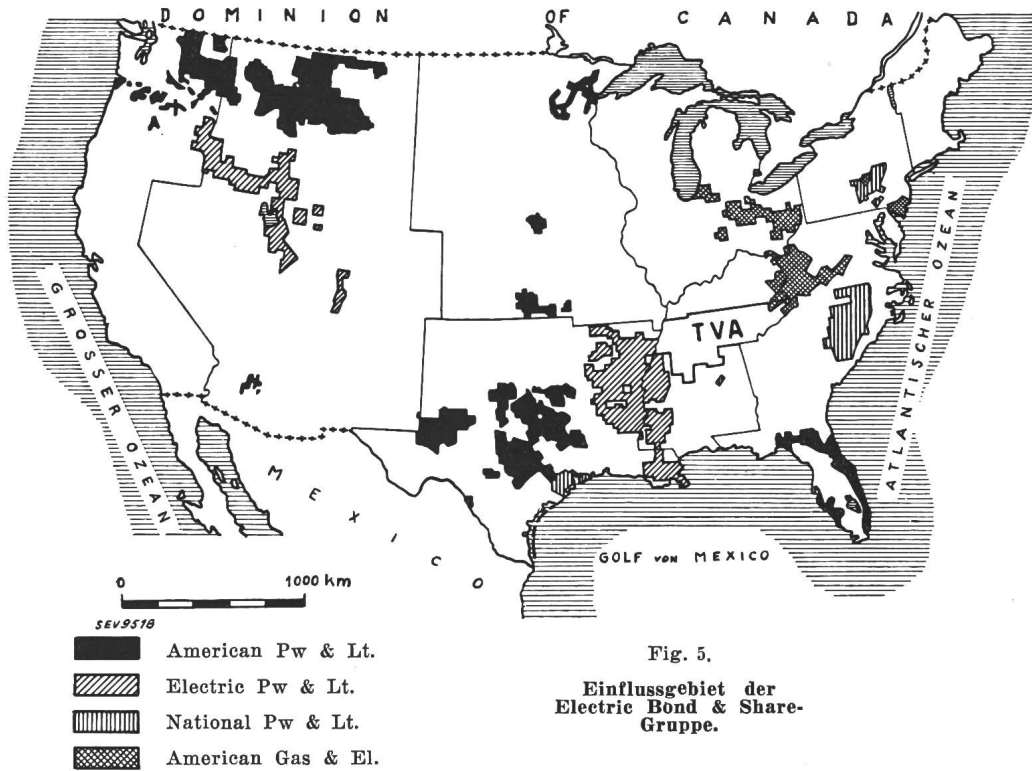 DOMINION OF CANADA
A
TVA
GROSSER OZEAN
ATLANTISCHER OZEAN
MEXICO
GOLF von MEXICO
0 1000 km
SEV9518
American Pw & Lt.
Electric Pw & Lt.
National Pw & Lt.
American Gas & El.
Fig. 5.
Einflussgebiet der
Electric Bond & Share-
Gruppe.